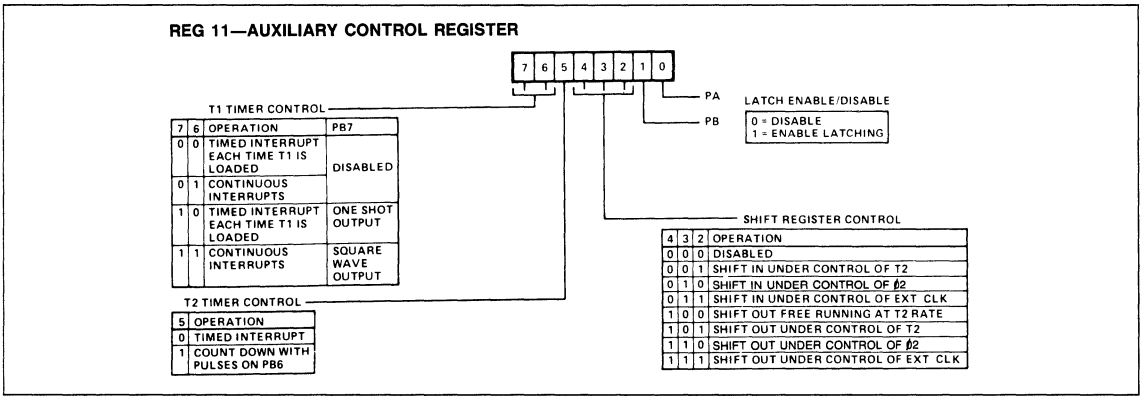 REG 11—AUXILIARY CONTROL REGISTER
7 6 5 4 3 2 1 0
PA
PB
LATCH ENABLE/DISABLE
0 = DISABLE
1 = ENABLE LATCHING
T1 TIMER CONTROL
7 6 OPERATION PB7
0 0 TIMED INTERRUPT
EACH TIME T1 IS
LOADED
DISABLED
0 1 CONTINUOUS
INTERRUPTS
1 0 TIMED INTERRUPT ONE SHOT
EACH TIME T1 IS OUTPUT
LOADED
1 1 CONTINUOUS SQUARE
INTERRUPTS WAVE
OUTPUT
T2 TIMER CONTROL
5 OPERATION
0 TIMED INTERRUPT
1 COUNT DOWN WITH
PULSES ON PB6
SHIFT REGISTER CONTROL
4 3 2 OPERATION
0 0 0 DISABLED
0 0 1 SHIFT IN UNDER CONTROL OF T2
0 1 0 SHIFT IN UNDER CONTROL OF ϕ2
0 1 1 SHIFT IN UNDER CONTROL OF EXT CLK
1 0 0 SHIFT OUT FREE RUNNING AT T2 RATE
1 0 1 SHIFT OUT UNDER CONTROL OF T2
1 1 0 SHIFT OUT UNDER CONTROL OF ϕ2
1 1 1 SHIFT OUT UNDER CONTROL OF EXT CLK